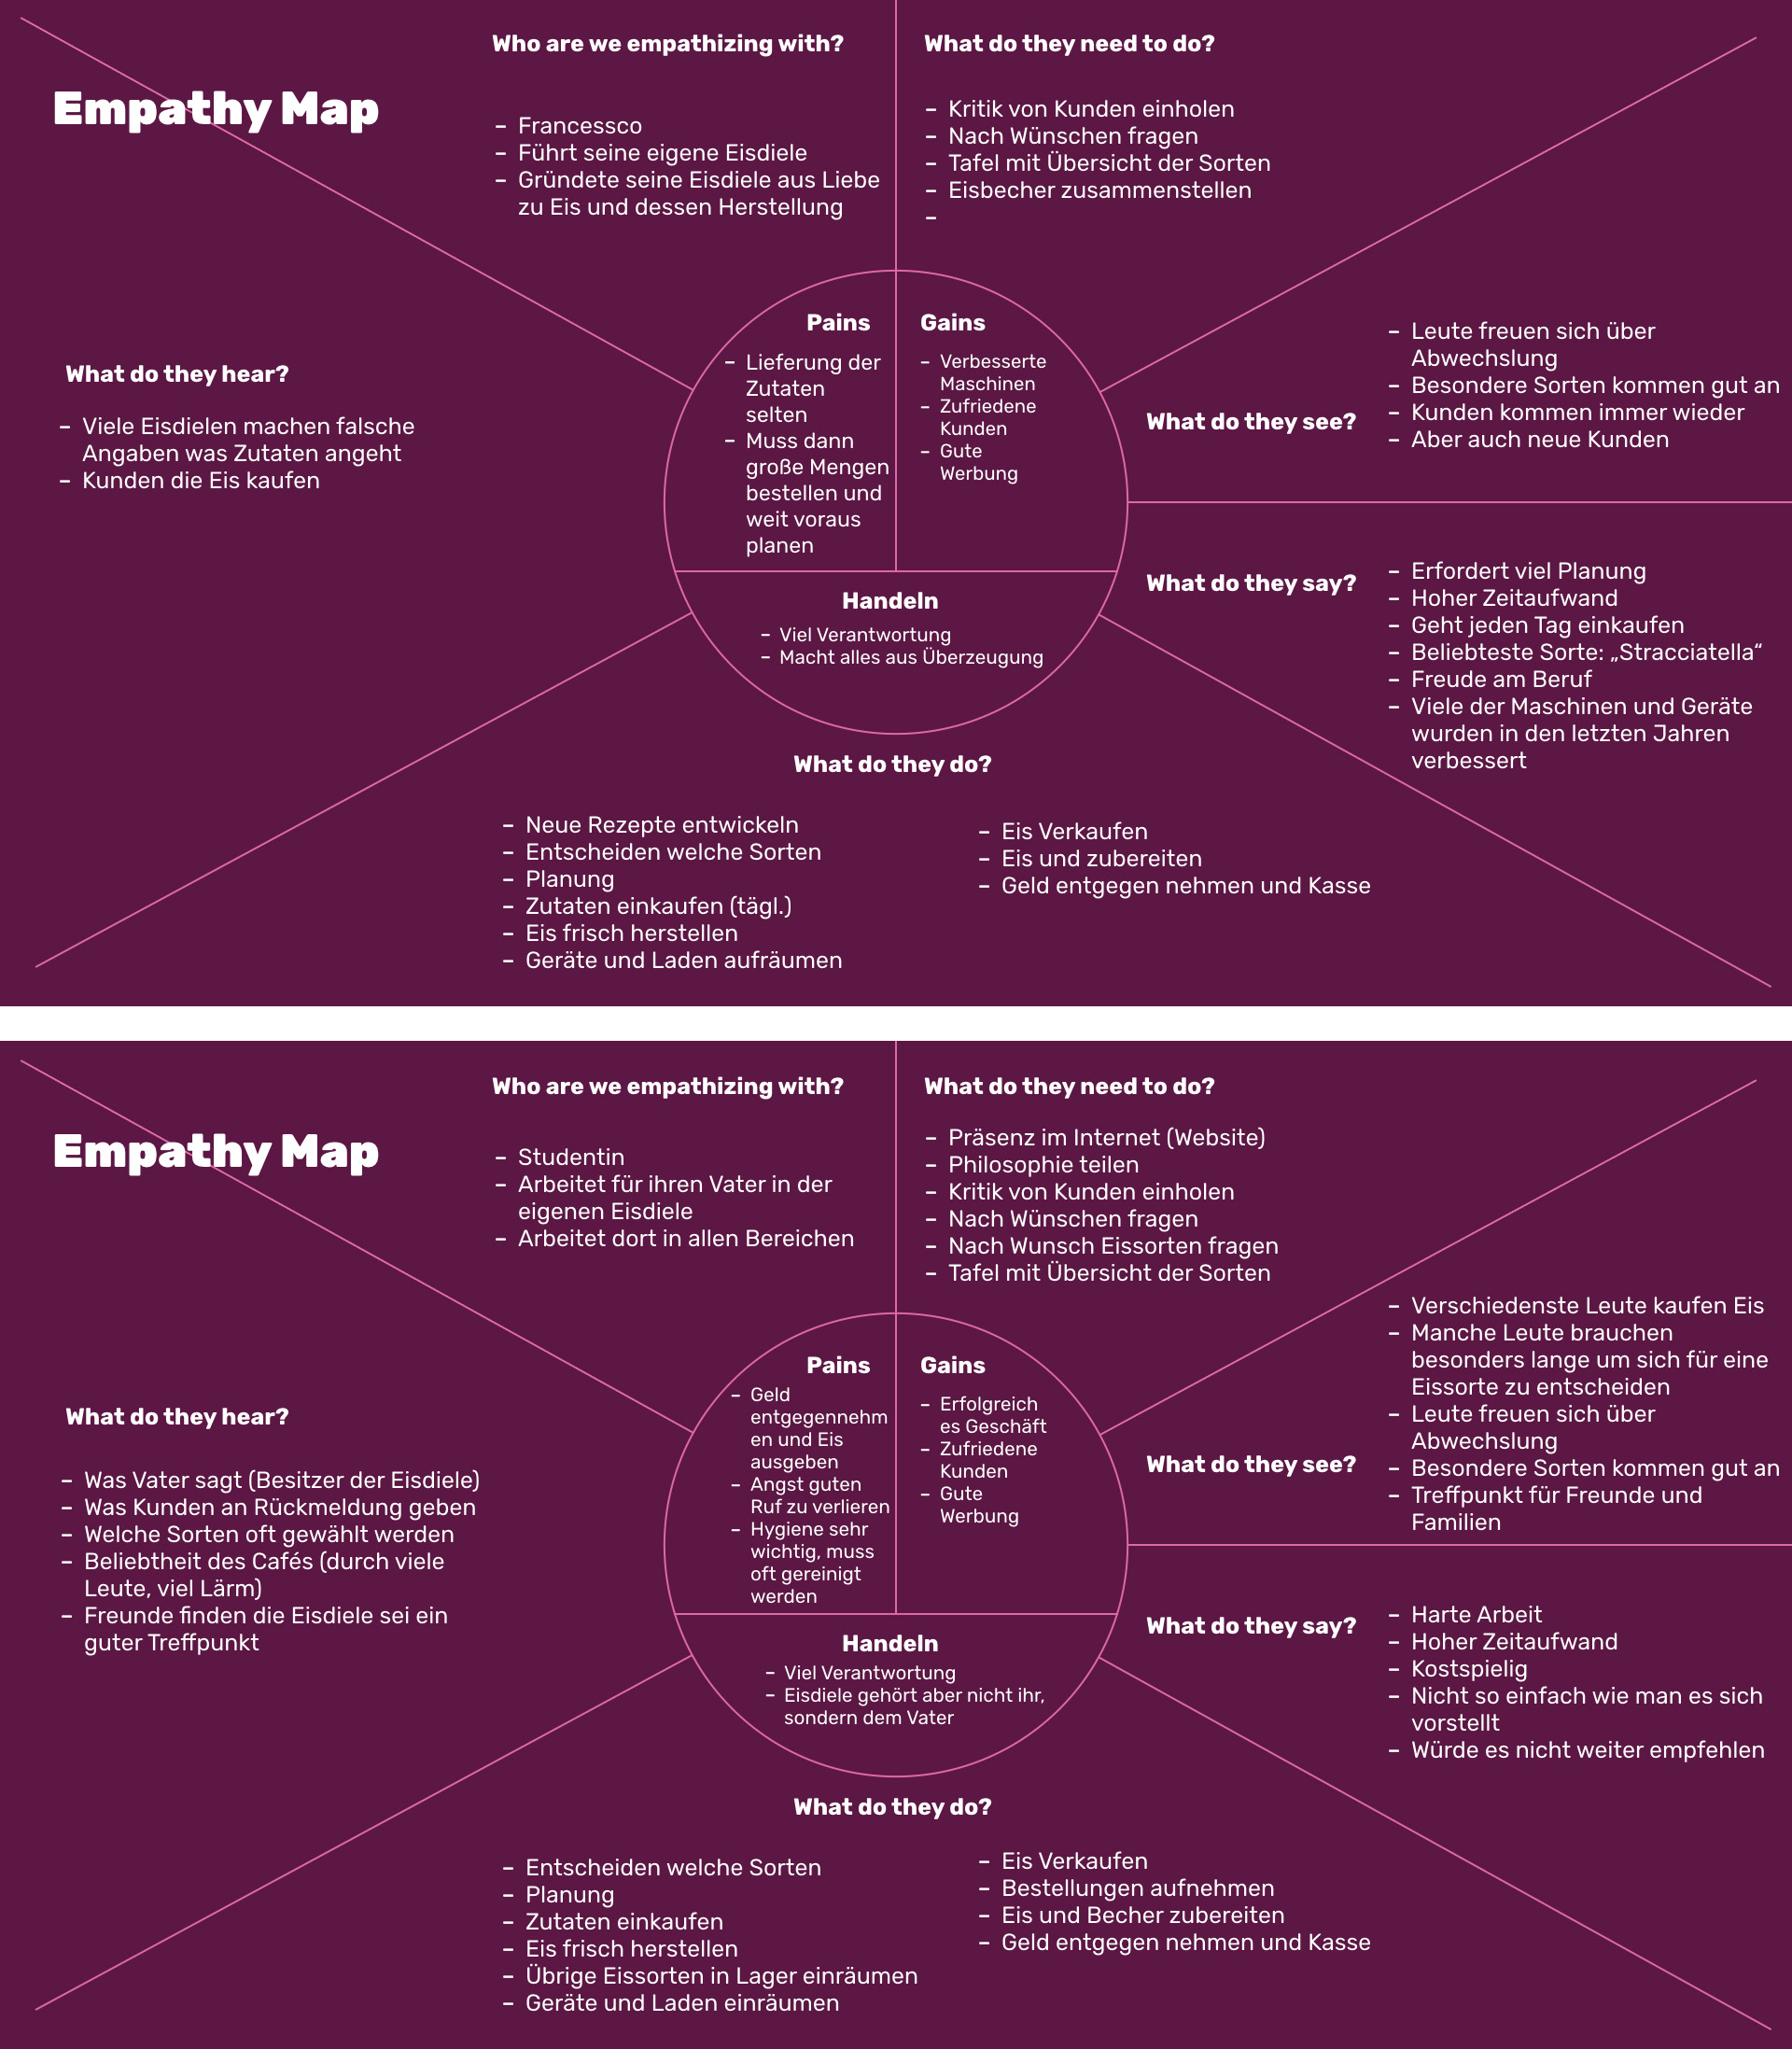 Empathy Map
Who are we empathizing with?
– Francessco
– Führt seine eigene Eisdiele
– Gründete seine Eisdiele aus Liebe
zu Eis und dessen Herstellung
What do they need to do?
– Kritik von Kunden einholen
– Nach Wünschen fragen
– Tafel mit Übersicht der Sorten
– Eisbecher zusammenstellen
–
What do they hear?
– Viele Eisdielen machen falsche
Angaben was Zutaten angeht
– Kunden die Eis kaufen
Pains
– Lieferung der
Zutaten
selten
– Muss dann
große Mengen
bestellen und
weit voraus
planen
Gains
– Verbesserte
Maschinen
– Zufriedene
Kunden
– Gute
Werbung
Handeln
– Viel Verantwortung
– Macht alles aus Überzeugung
What do they see?
– Leute freuen sich über
Abwechslung
– Besondere Sorten kommen gut an
– Kunden kommen immer wieder
– Aber auch neue Kunden
What do they say?
– Erfordert viel Planung
– Hoher Zeitaufwand
– Geht jeden Tag einkaufen
– Beliebteste Sorte: „Stracciatella“
– Freude am Beruf
– Viele der Maschinen und Geräte
wurden in den letzten Jahren
verbessert
What do they do?
– Neue Rezepte entwickeln
– Entscheiden welche Sorten
– Planung
– Zutaten einkaufen (tägl.)
– Eis frisch herstellen
– Geräte und Laden aufräumen
– Eis Verkaufen
– Eis und zubereiten
– Geld entgegen nehmen und Kasse
Empathy Map
Who are we empathizing with?
– Studentin
– Arbeitet für ihren Vater in der
eigenen Eisdiele
– Arbeitet dort in allen Bereichen
What do they need to do?
– Präsenz im Internet (Website)
– Philosophie teilen
– Kritik von Kunden einholen
– Nach Wünschen fragen
– Nach Wunsch Eissorten fragen
– Tafel mit Übersicht der Sorten
What do they hear?
– Was Vater sagt (Besitzer der Eisdiele)
– Was Kunden an Rückmeldung geben
– Welche Sorten oft gewählt werden
– Beliebtheit des Cafés (durch viele
Leute, viel Lärm)
– Freunde finden die Eisdiele sei ein
guter Treffpunkt
Pains
– Geld
entgegennehm
en und Eis
ausgeben
– Angst guten
Ruf zu verlieren
– Hygiene sehr
wichtig, muss
oft gereinigt
werden
Gains
– Erfolgreich
es Geschäft
– Zufriedene
Kunden
– Gute
Werbung
Handeln
– Viel Verantwortung
– Eisdiele gehört aber nicht ihr,
sondern dem Vater
What do they see?
– Verschiedenste Leute kaufen Eis
– Manche Leute brauchen
besonders lange um sich für eine
Eissorte zu entscheiden
– Leute freuen sich über
Abwechslung
– Besondere Sorten kommen gut an
– Treffpunkt für Freunde und
Familien
What do they say?
– Harte Arbeit
– Hoher Zeitaufwand
– Kostspielig
– Nicht so einfach wie man es sich
vorstellt
– Würde es nicht weiter empfehlen
What do they do?
– Entscheiden welche Sorten
– Planung
– Zutaten einkaufen
– Eis frisch herstellen
– Übrige Eissorten in Lager einräumen
– Geräte und Laden einräumen
– Eis Verkaufen
– Bestellungen aufnehmen
– Eis und Becher zubereiten
– Geld entgegen nehmen und Kasse